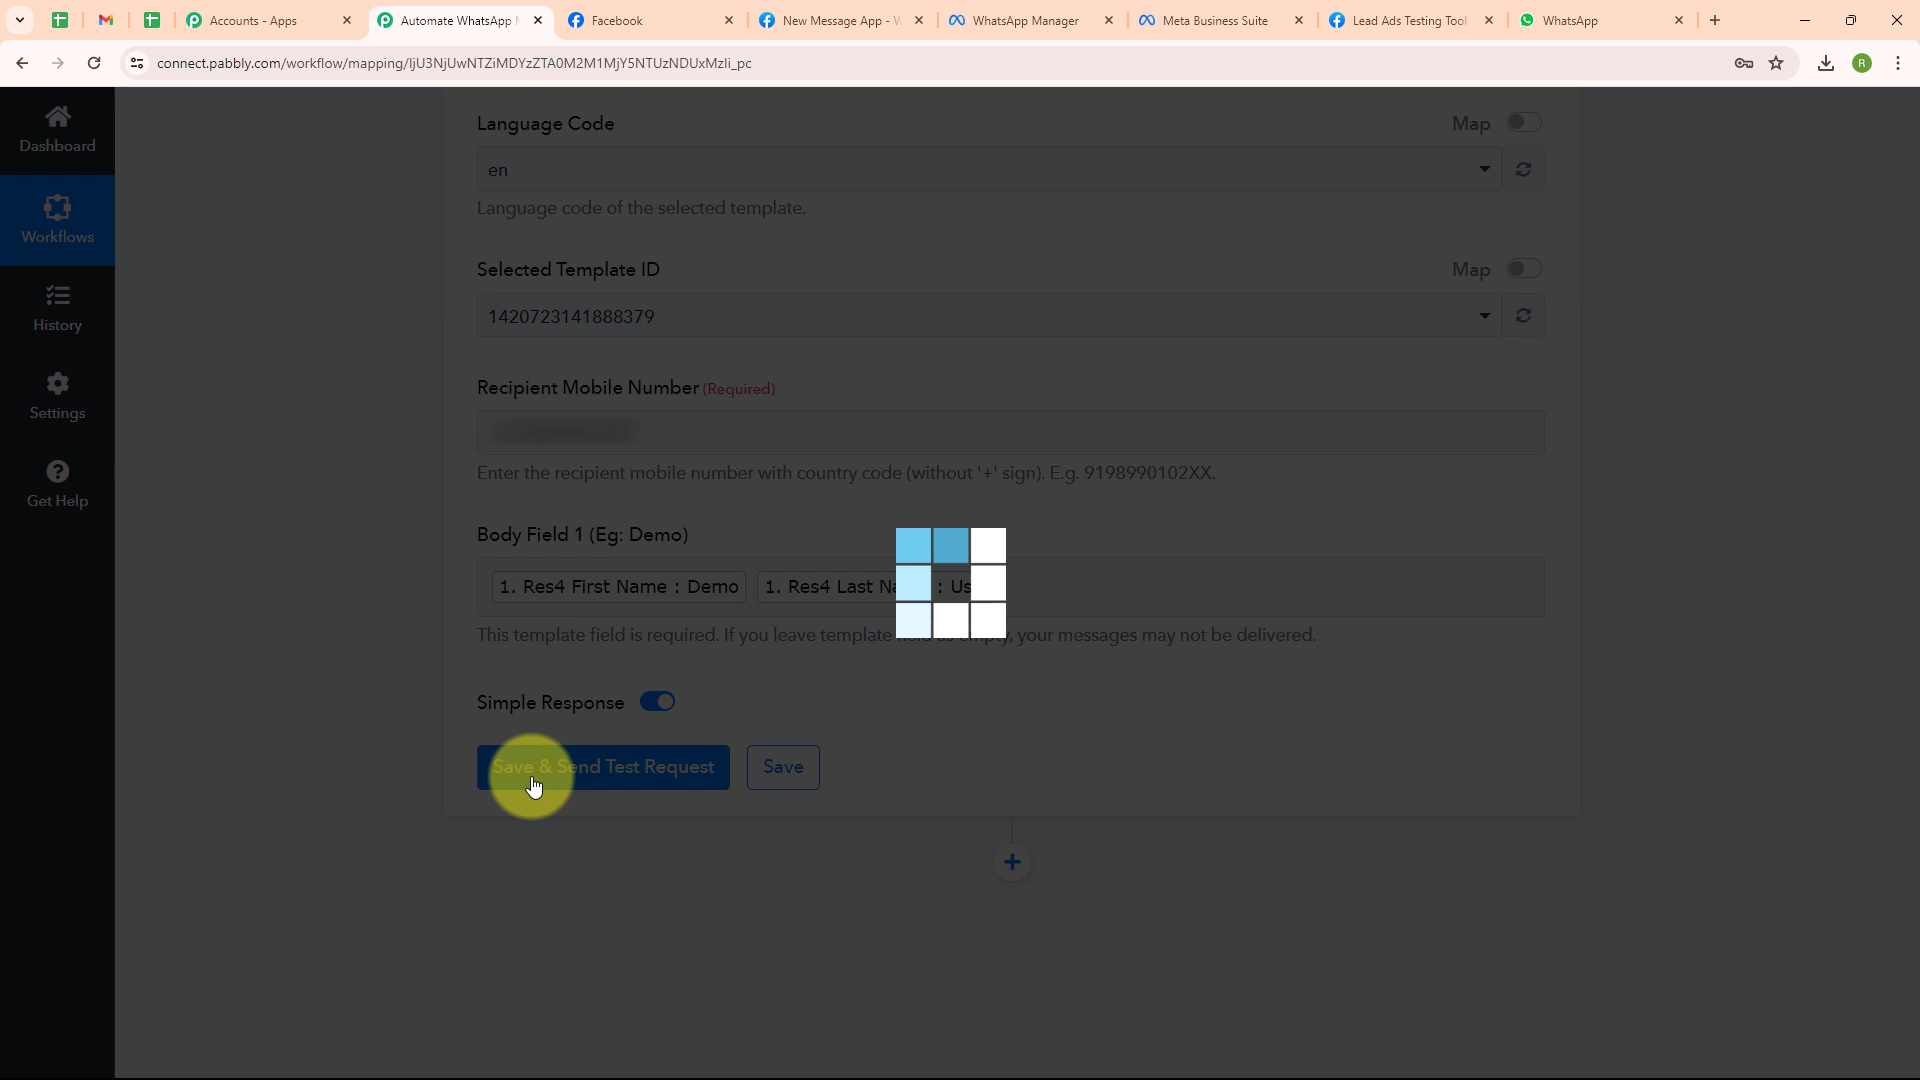 Accounts - Apps
Automate WhatsApp
Facebook
New Message App -
WhatsApp Manager
Meta Business Suite
Lead Ads Testing Tool
WhatsApp
connect.pabbly.com/workflow/mapping/IjU3NjUwNTZiMDYzZTA0M2M1MjY5NTUzNDUxMzIi_pc
R
Dashboard
Workflows
History
Settings
Get Help
Language Code
Map
en
Language code of the selected template.
Selected Template ID
Map
1420723141888379
Recipient Mobile Number (Required)
Enter the recipient mobile number with country code (without '+' sign). E.g. 9198990102XX.
Body Field 1 (Eg: Demo)
1. Res4 First Name : Demo
1. Res4 Last Na : Us
This template field is required. If you leave template as empty, your messages may not be delivered.
Simple Response
Save & Send Test Request
Save